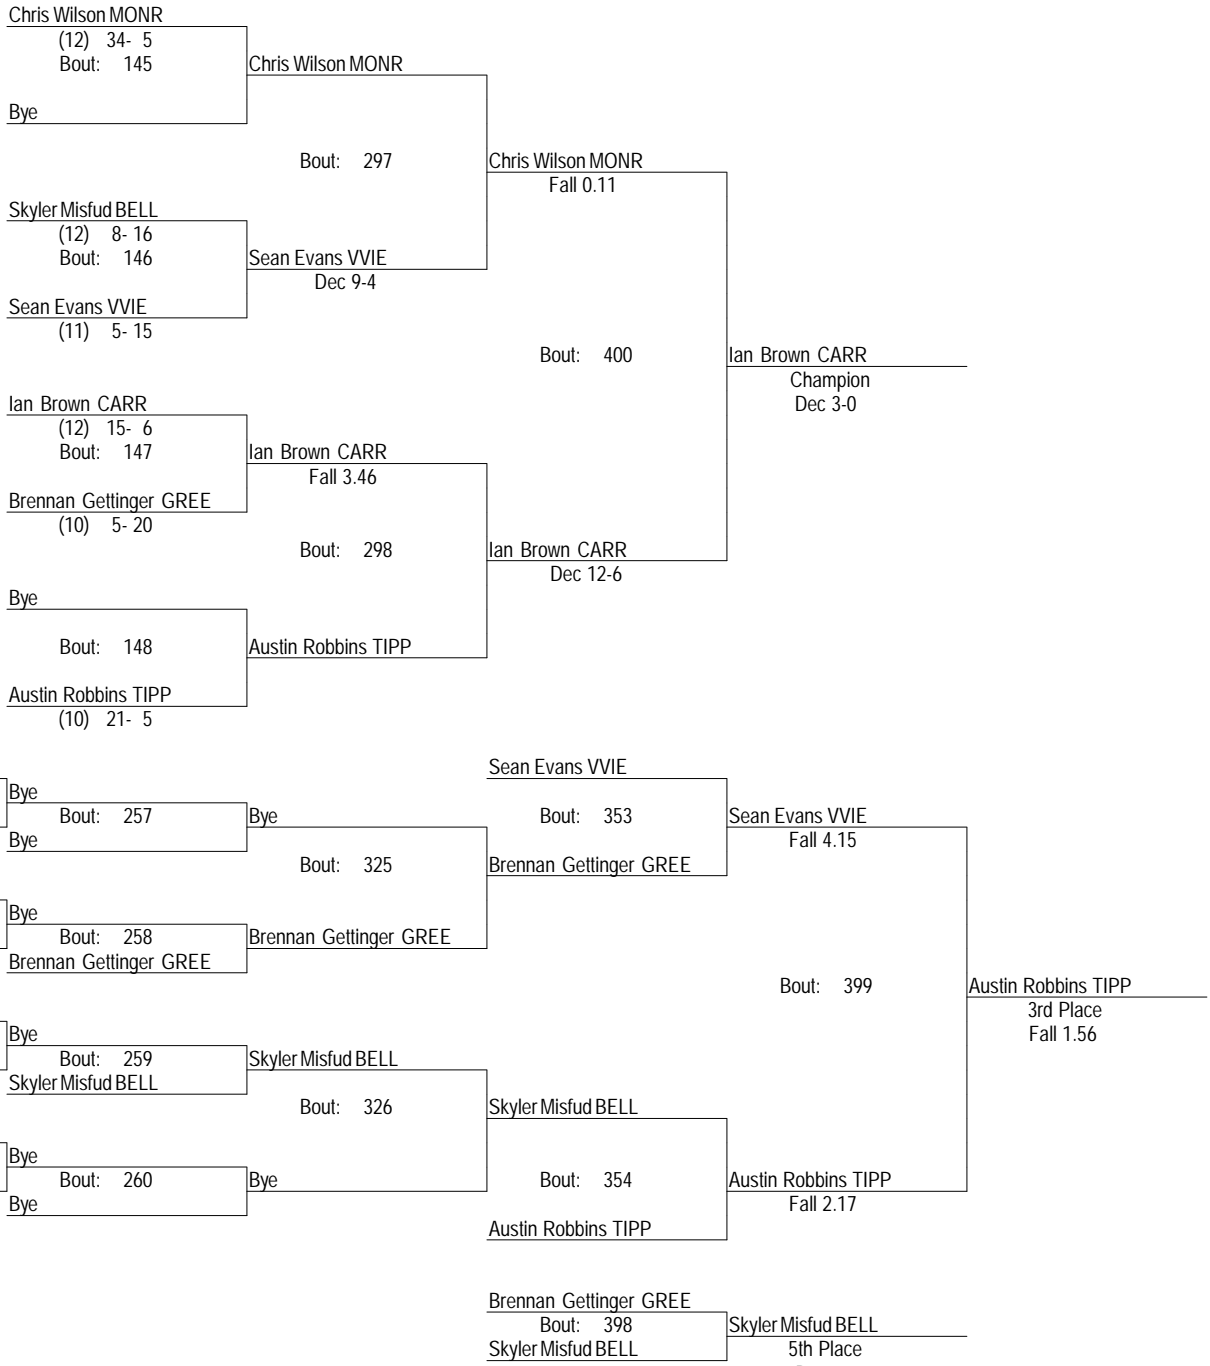 Chris Wilson MONR
(12) 34- 5
Bout: 145
Chris Wilson MONR
Bye
Bout: 297
Chris Wilson MONR
Fall 0.11
Skyler Misfud BELL
(12) 8- 16
Bout: 146
Sean Evans VVIE
Dec 9-4
Sean Evans VVIE
(11) 5- 15
Bout: 400
Ian Brown CARR
Champion
Dec 3-0
Ian Brown CARR
(12) 15- 6
Bout: 147
Ian Brown CARR
Fall 3.46
Brennan Gettinger GREE
(10) 5- 20
Bout: 298
Ian Brown CARR
Dec 12-6
Bye
Bout: 148
Austin Robbins TIPP
Austin Robbins TIPP
(10) 21- 5
Sean Evans VVIE
Bye
Bout: 257
Bye
Bout: 353
Sean Evans VVIE
Fall 4.15
Bye
Bout: 325
Brennan Gettinger GREE
Bye
Bout: 258
Brennan Gettinger GREE
Brennan Gettinger GREE
Bout: 399
Austin Robbins TIPP
3rd Place
Fall 1.56
Bye
Bout: 259
Skyler Misfud BELL
Skyler Misfud BELL
Bout: 326
Skyler Misfud BELL
Bye
Bout: 260
Bye
Bout: 354
Austin Robbins TIPP
Fall 2.17
Bye
Austin Robbins TIPP
Brennan Gettinger GREE
Bout: 398
Skyler Misfud BELL
Skyler Misfud BELL
5th Place